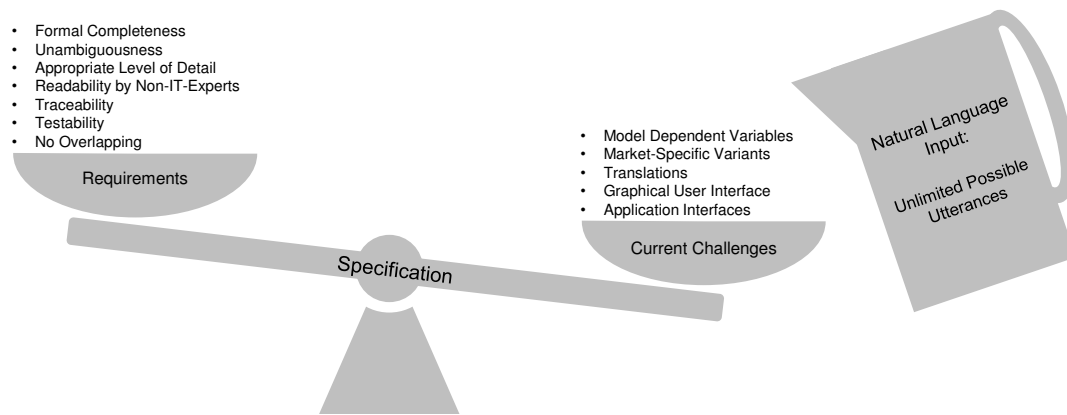 • Formal Completeness
• Unambiguousness
• Appropriate Level of Detail
• Readability by Non-IT-Experts
• Traceability
• Testability
• No Overlapping
Requirements
• Model Dependent Variables
• Market-Specific Variants
• Translations
• Graphical User Interface
• Application Interfaces
Current Challenges
Specification
Natural Language
Input:
Unlimited Possible
Utterances